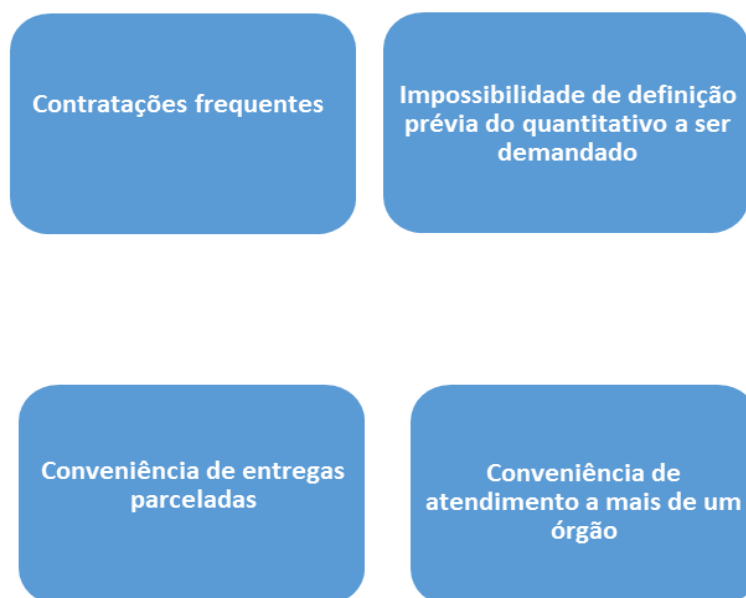 Contratações frequentes
Impossibilidade de definição
prévia do quantitativo a ser
demandado
Conveniência de entregas
parceladas
Conveniência de
atendimento a mais de um
órgão